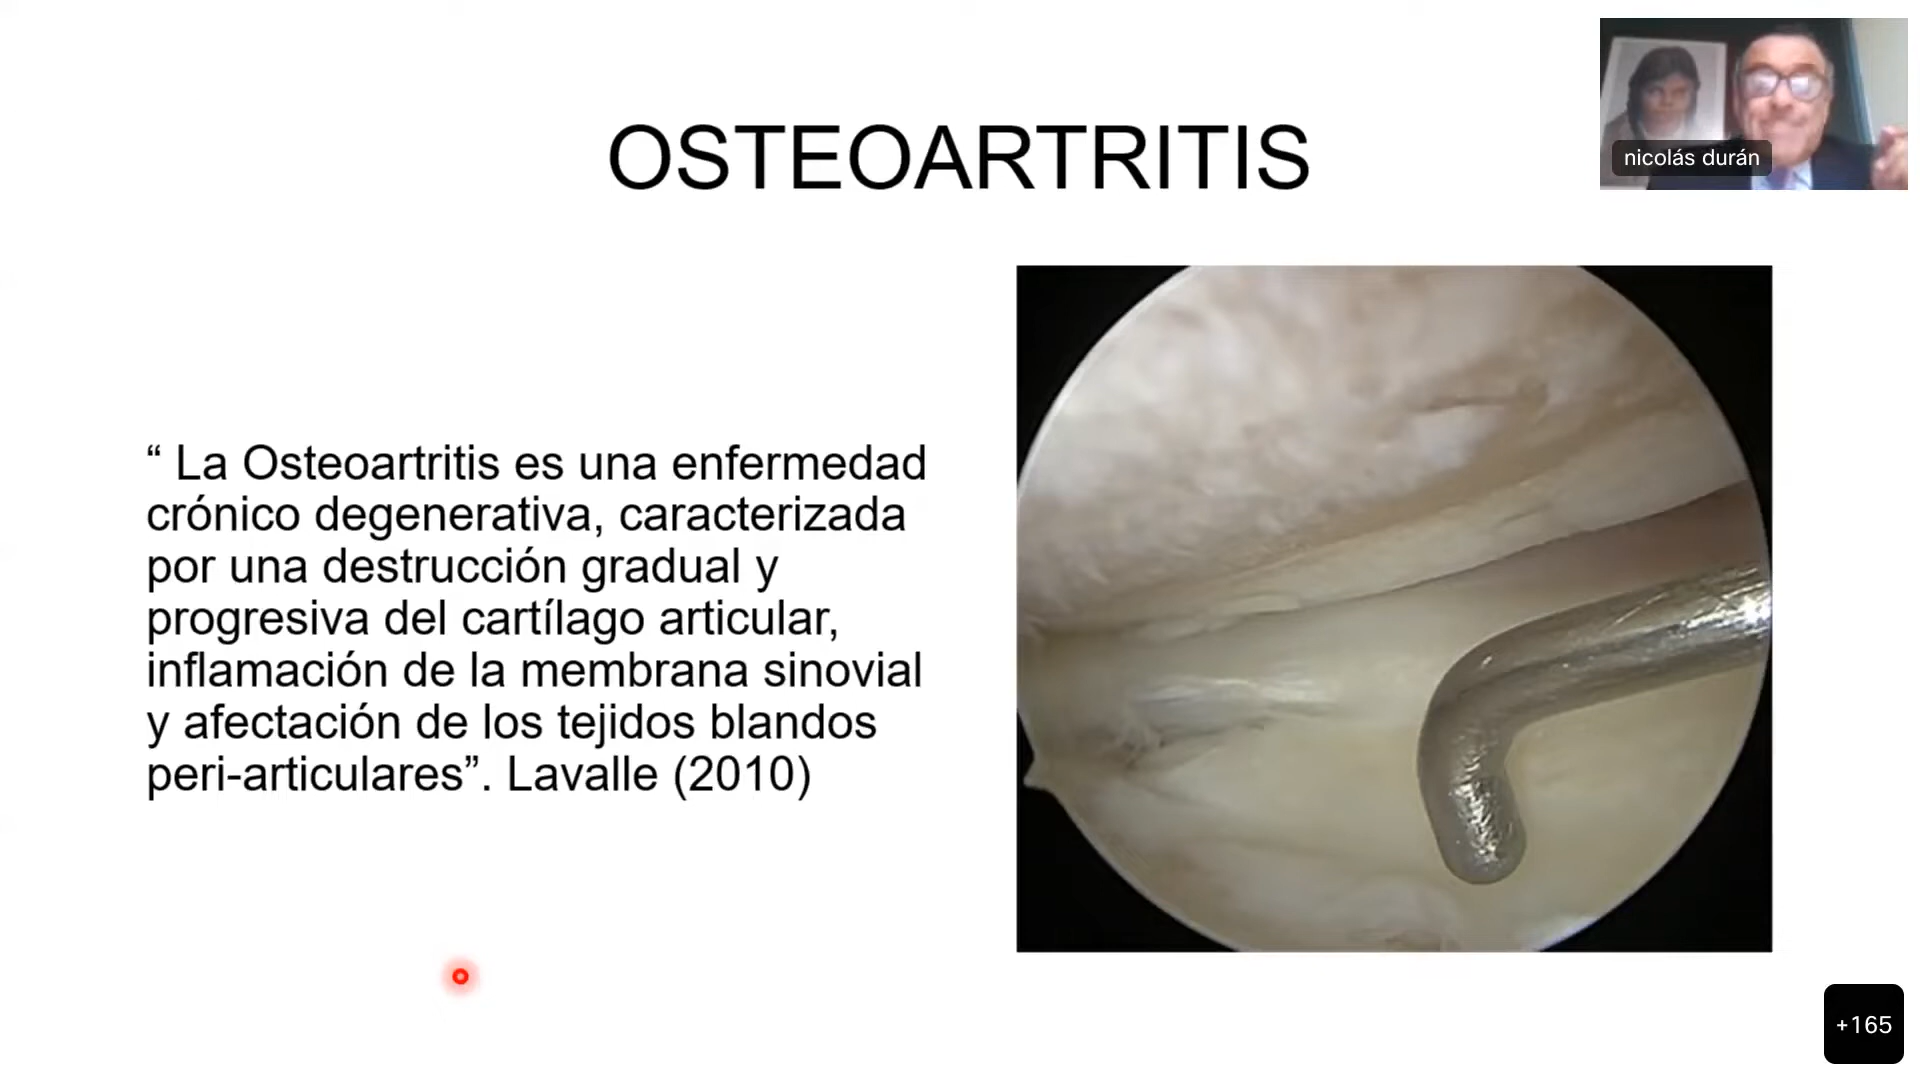 OSTEOARTRITIS
nicolás durán
“ La Osteoartritis es una enfermedad
crónico degenerativa, caracterizada
por una destrucción gradual y
progresiva del cartílago articular,
inflamación de la membrana sinovial
y afectación de los tejidos blandos
peri-articulares”. Lavalle (2010)
+165